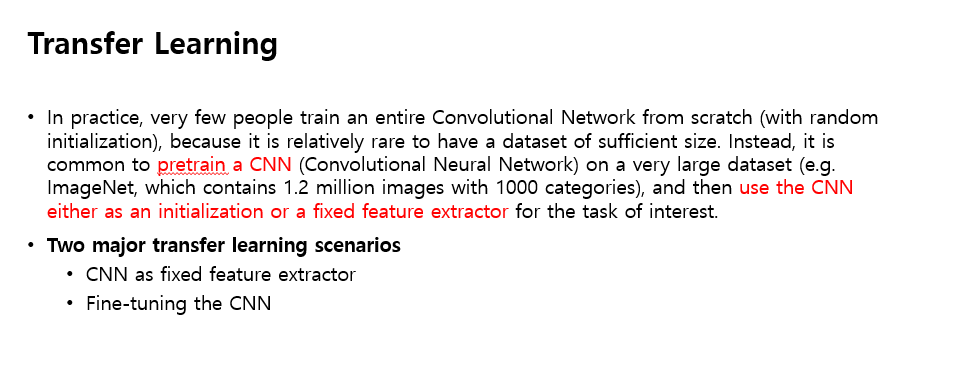 Transfer Learning
• In practice, very few people train an entire Convolutional Network from scratch (with random
initialization), because it is relatively rare to have a dataset of sufficient size. Instead, it is
common to pretrain a CNN (Convolutional Neural Network) on a very large dataset (e.g.
ImageNet, which contains 1.2 million images with 1000 categories), and then use the CNN
either as an initialization or a fixed feature extractor for the task of interest.
• Two major transfer learning scenarios
• CNN as fixed feature extractor
• Fine-tuning the CNN